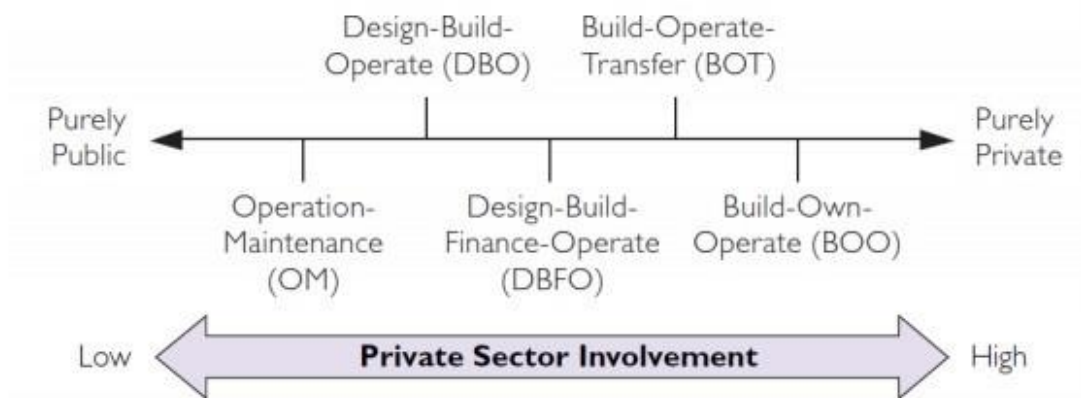 Design-Build-
Operate (DBO)
Build-Operate-
Transfer (BOT)
Purely
Public
Purely
Private
Operation-
Maintenance
(OM)
Design-Build-
Finance-Operate
(DBFO)
Build-Own-
Operate (BOO)
Low
Private Sector Involvement
High